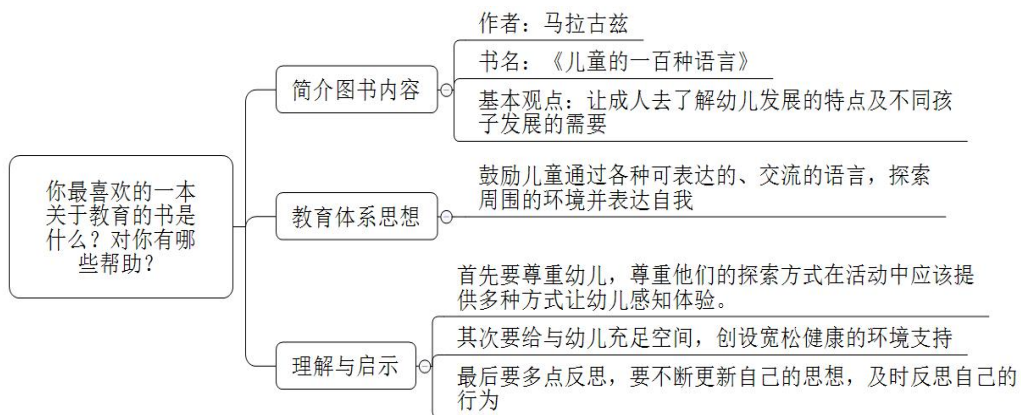 作者：马拉古兹
书名：《儿童的一百种语言》
简介图书内容
基本观点：让成人去了解幼儿发展的特点及不同孩
子发展的需要
你最喜欢的一本
关于教育的书是
什么？对你有哪
些帮助？
鼓励儿童通过各种可表达的、交流的语言，探索
周围的环境并表达自我
教育体系思想
首先要尊重幼儿，尊重他们的探索方式在活动中应该提
供多种方式让幼儿感知体验。
其次要给与幼儿充足空间，创设宽松健康的环境支持
理解与启示
最后要多点反思，要不断更新自己的思想，及时反思自己的
行为